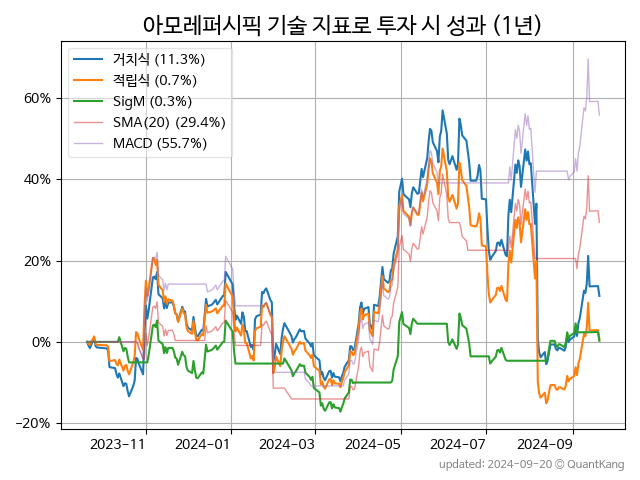 아모레퍼시픽 기술 지표로 투자 시 성과 (1년)
거치식 (11.3%)
적립식 (0.7%)
SigM (0.3%)
SMA(20) (29.4%)
MACD (55.7%)
60%
40%
20%
0%
−20%
2023-11 2024-01 2024-03 2024-05 2024-07 2024-09
updated: 2024-09-20 © QuantKang